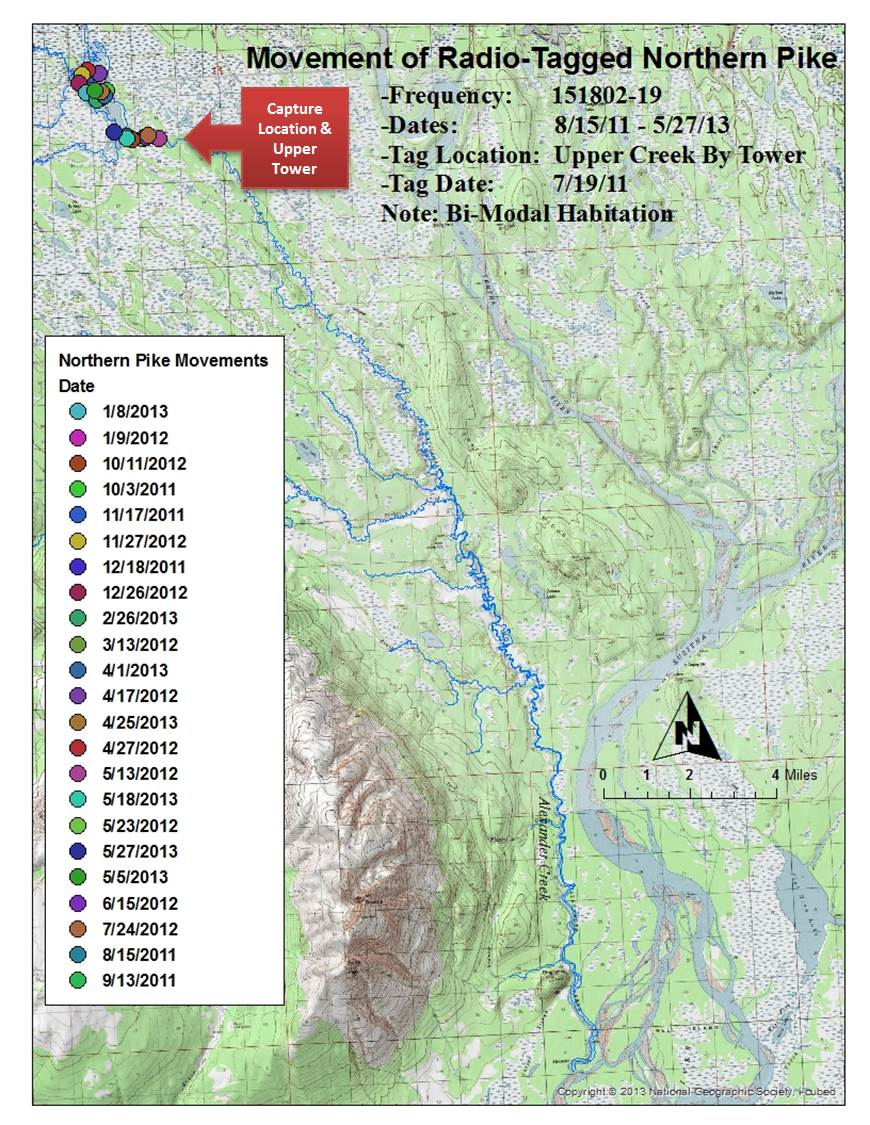 Movement of Radio-Tagged Northern Pike
-Frequency: 151802-19
-Dates: 8/15/11 - 5/27/13
-Tag Location: Upper Creek By Tower
-Tag Date: 7/19/11
Note: Bi-Modal Habitation
Capture
Location &
Upper
Tower
Northern Pike Movements
Date
1/8/2013
1/9/2012
10/11/2012
10/3/2011
11/17/2011
11/27/2012
12/18/2011
12/26/2012
2/26/2013
3/13/2012
4/1/2013
4/17/2012
4/25/2013
4/27/2012
5/13/2012
5/18/2013
5/23/2012
5/27/2013
5/5/2013
6/15/2012
7/24/2012
8/15/2011
9/13/2011
RIVER
SUSITNA
RIVER
N
0 1 2 4 Miles
Alexander Creek
Copyright © 2013 National Geographic Society, i-cubed